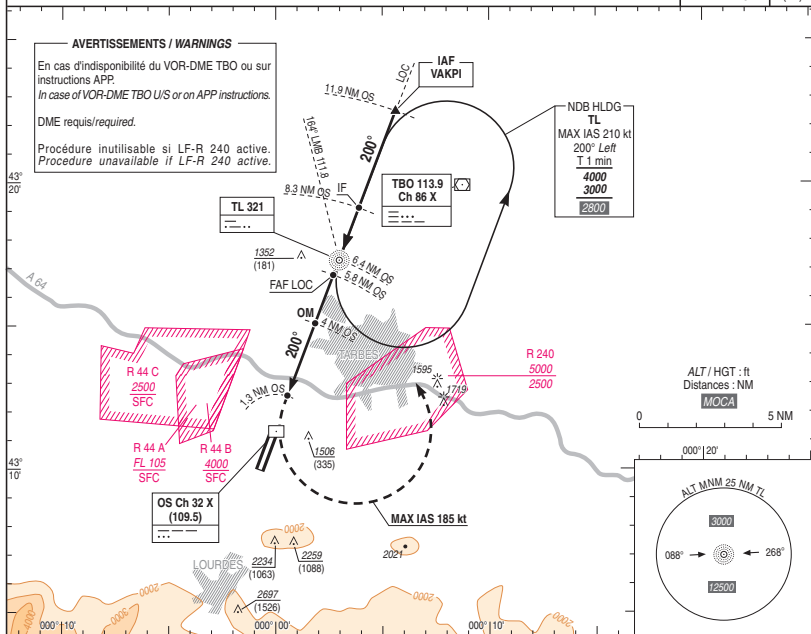 AVERTISSEMENTS / WARNINGS
En cas d'indisponibilité du VOR-DME TBO ou sur
instructions APP.
In case of VOR-DME TBO U/S or on APP instructions.
DME requis/required.
Procédure inutilisable si LF-R 240 active.
Procedure unavailable if LF-R 240 active.
IAF
VAKPI
LOC
11.9 NM OS
164° LMB 111.8
200°
NDB HLDG
TL
MAX IAS 210 kt
200° Left
T 1 min
4000
3000
2800
43°
20'
8.3 NM OS
IF
TBO 113.9
Ch 86 X
TL 321
1352
(181)
6.4 NM OS
5.8 NM OS
FAF LOC
A 64
OM
4 NM OS
200°
TARBES
R 44 C
2500
SFC
1.3 NM OS
1595
1719
R 240
5000
2500
ALT / HGT : ft
Distances : NM
MOCA
0 5 NM
R 44 A
FL 105
SFC
R 44 B
4000
SFC
1506
(335)
43°
10'
000° 20'
OS Ch 32 X
(109.5)
MAX IAS 185 kt
ALT MNM 25 NM TL
3000
088°
268°
12500
2000
2234
(1063)
2259
(1088)
2021
LOURDES
2697
(1526)
2000
3000
2000
2000
000° 10'
000° 00'
000° 10'